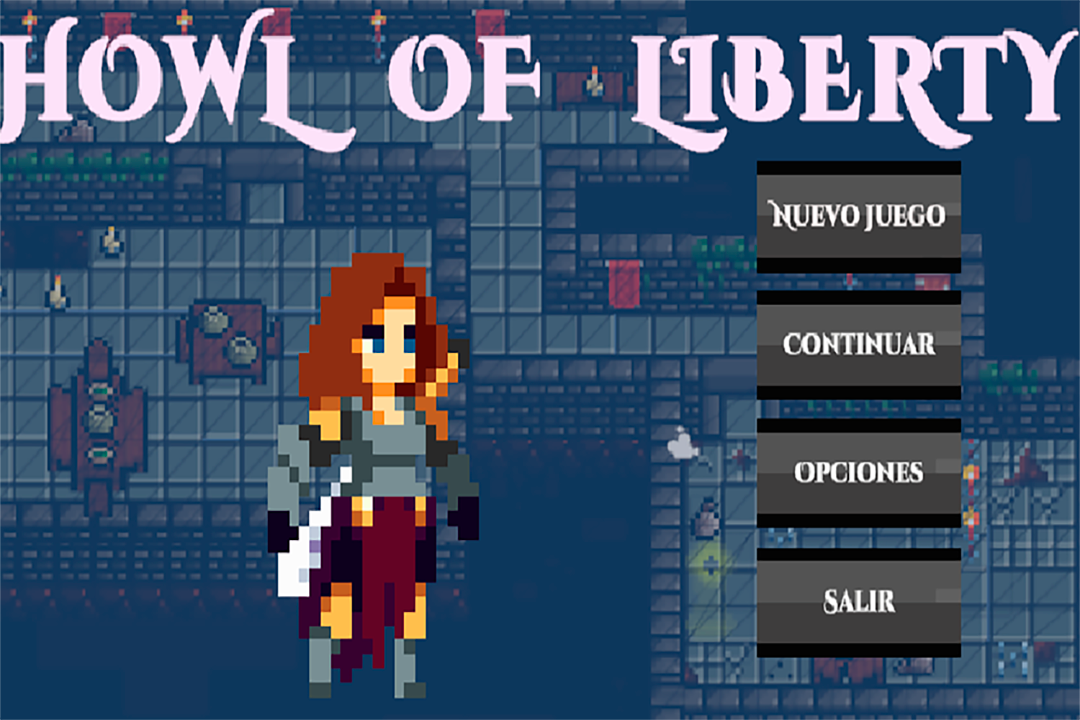 HOWL OF LIBERTY
NUEVO JUEGO
CONTINUAR
OPCIONES
SALIR